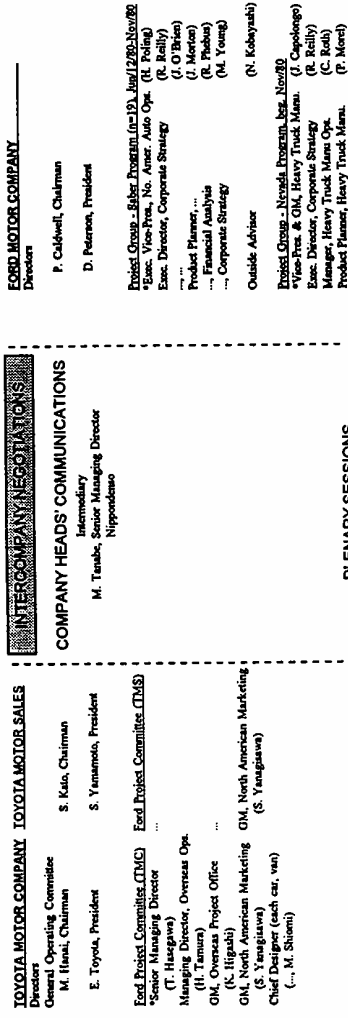 TOYOTA MOTOR COMPANY
Directors
General Operating Committee
M. Hanai, Chairman
E. Toyota, President
Ford Project Committee (TMC)
*Senior Managing Director
(T. Hasegawa)
Managing Director, Overseas Ops.
(H. Tamura)
GM, Overseas Project Office
(K. Higashi)
GM, North American Marketing
(S. Yanagisawa)
Chief Designer (each car, van)
(..., M. Shiomi)
TOYOTA MOTOR SALES
S. Kato, Chairman
S. Yamamoto, President
Ford Project Committee (TMS)
...
...
GM, North American Marketing
(S. Yanagisawa)
INTERCOMPANY NEGOTIATIONS
COMPANY HEADS' COMMUNICATIONS
Intermediary
M. Tanabe, Senior Managing Director
Nippondenso
PLENARY SESSIONS
FORD MOTOR COMPANY
Directors
P. Caldwell, Chairman
D. Peterson, President
Project Group - Saber Program (n=19), Jun/12/80-Nov/80
*Exec. Vice-Pres., No. Amer. Auto Ops. (H. Poling)
Exec. Director, Corporate Strategy (R. Reilly)
..., ... (J. O'Brien)
Product Planner, ... (J. Morton)
..., Financial Analysis (R. Phebus)
..., Corporate Strategy (M. Young)
Outside Advisor (N. Kobayashi)
Project Group - Nevada Program, beg. Nov/80
*Vice-Pres. & GM, Heavy Truck Manu. (J. Capolongo)
Exec. Director, Corporate Strategy (R. Reilly)
Manager, Heavy Truck Manu Ops. (C. Roth)
Product Planner, Heavy Truck Manu. (P. Morel)